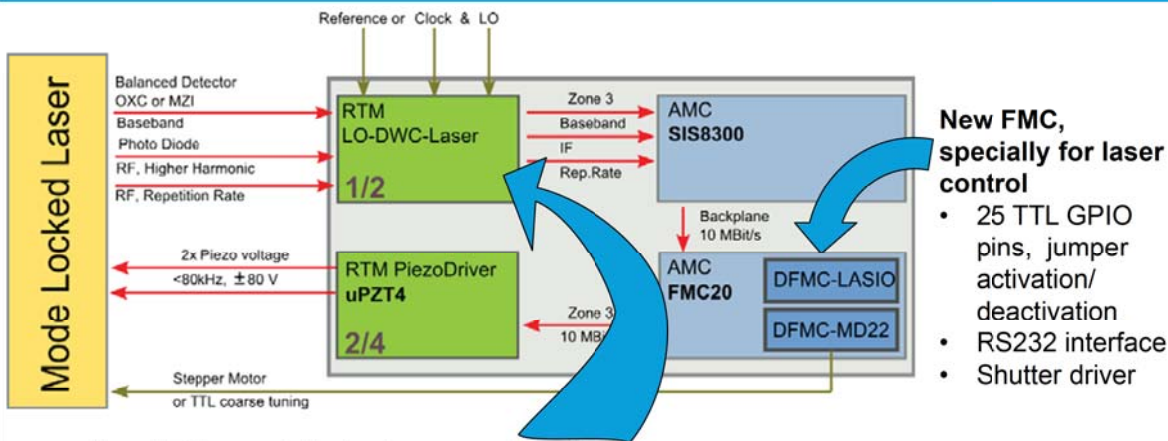 Reference or Clock & LO
Mode Locked Laser
Balanced Detector
OXC or MZI
Baseband
Photo Diode
RF, Higher Harmonic
RF, Repetition Rate
RTM
LO-DWC-Laser
1/2
Zone 3
Baseband
IF
Rep.Rate
AMC
SIS8300
Backplane
10 MBit/s
2x Piezo voltage
<80kHz, ±80 V
RTM PiezoDriver
uPZT4
2/4
Zone 3
10 MBi
AMC
FMC20
DFMC-LASIO
DFMC-MD22
Stepper Motor
or TTL coarse tuning
New FMC,
specially for laser
control
• 25 TTL GPIO
pins, jumper
activation/
deactivation
• RS232 interface
• Shutter driver